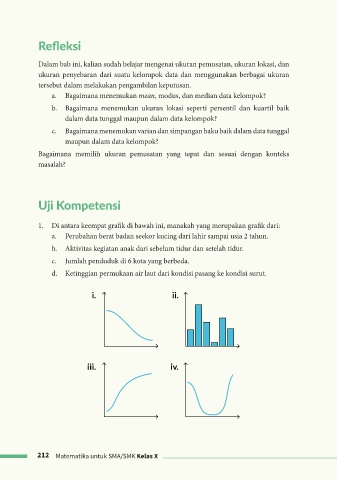 Refleksi
Dalam bab ini, kalian sudah belajar mengenai ukuran pemusatan, ukuran lokasi, dan
ukuran penyebaran dari suatu kelompok data dan menggunakan berbagai ukuran
tersebut dalam melakukan pengambilan keputusan.
a. Bagaimana menemukan mean, modus, dan median data kelompok?
b. Bagaimana menemukan ukuran lokasi seperti persentil dan kuartil baik
dalam data tunggal maupun dalam data kelompok?
c. Bagaimana menemukan varian dan simpangan baku baik dalam data tunggal
maupun dalam data kelompok?
Bagaimana memilih ukuran pemusatan yang tepat dan sesuai dengan konteks
masalah?
Uji Kompetensi
1. Di antara keempat grafik di bawah ini, manakah yang merupakan grafik dari:
a. Perubahan berat badan seekor kucing dari lahir sampai usia 2 tahun.
b. Aktivitas kegiatan anak dari sebelum tidur dan setelah tidur.
c. Jumlah penduduk di 6 kota yang berbeda.
d. Ketinggian permukaan air laut dari kondisi pasang ke kondisi surut.
i. ii.
iii. iv.
212 Matematika untuk SMA/SMK Kelas X